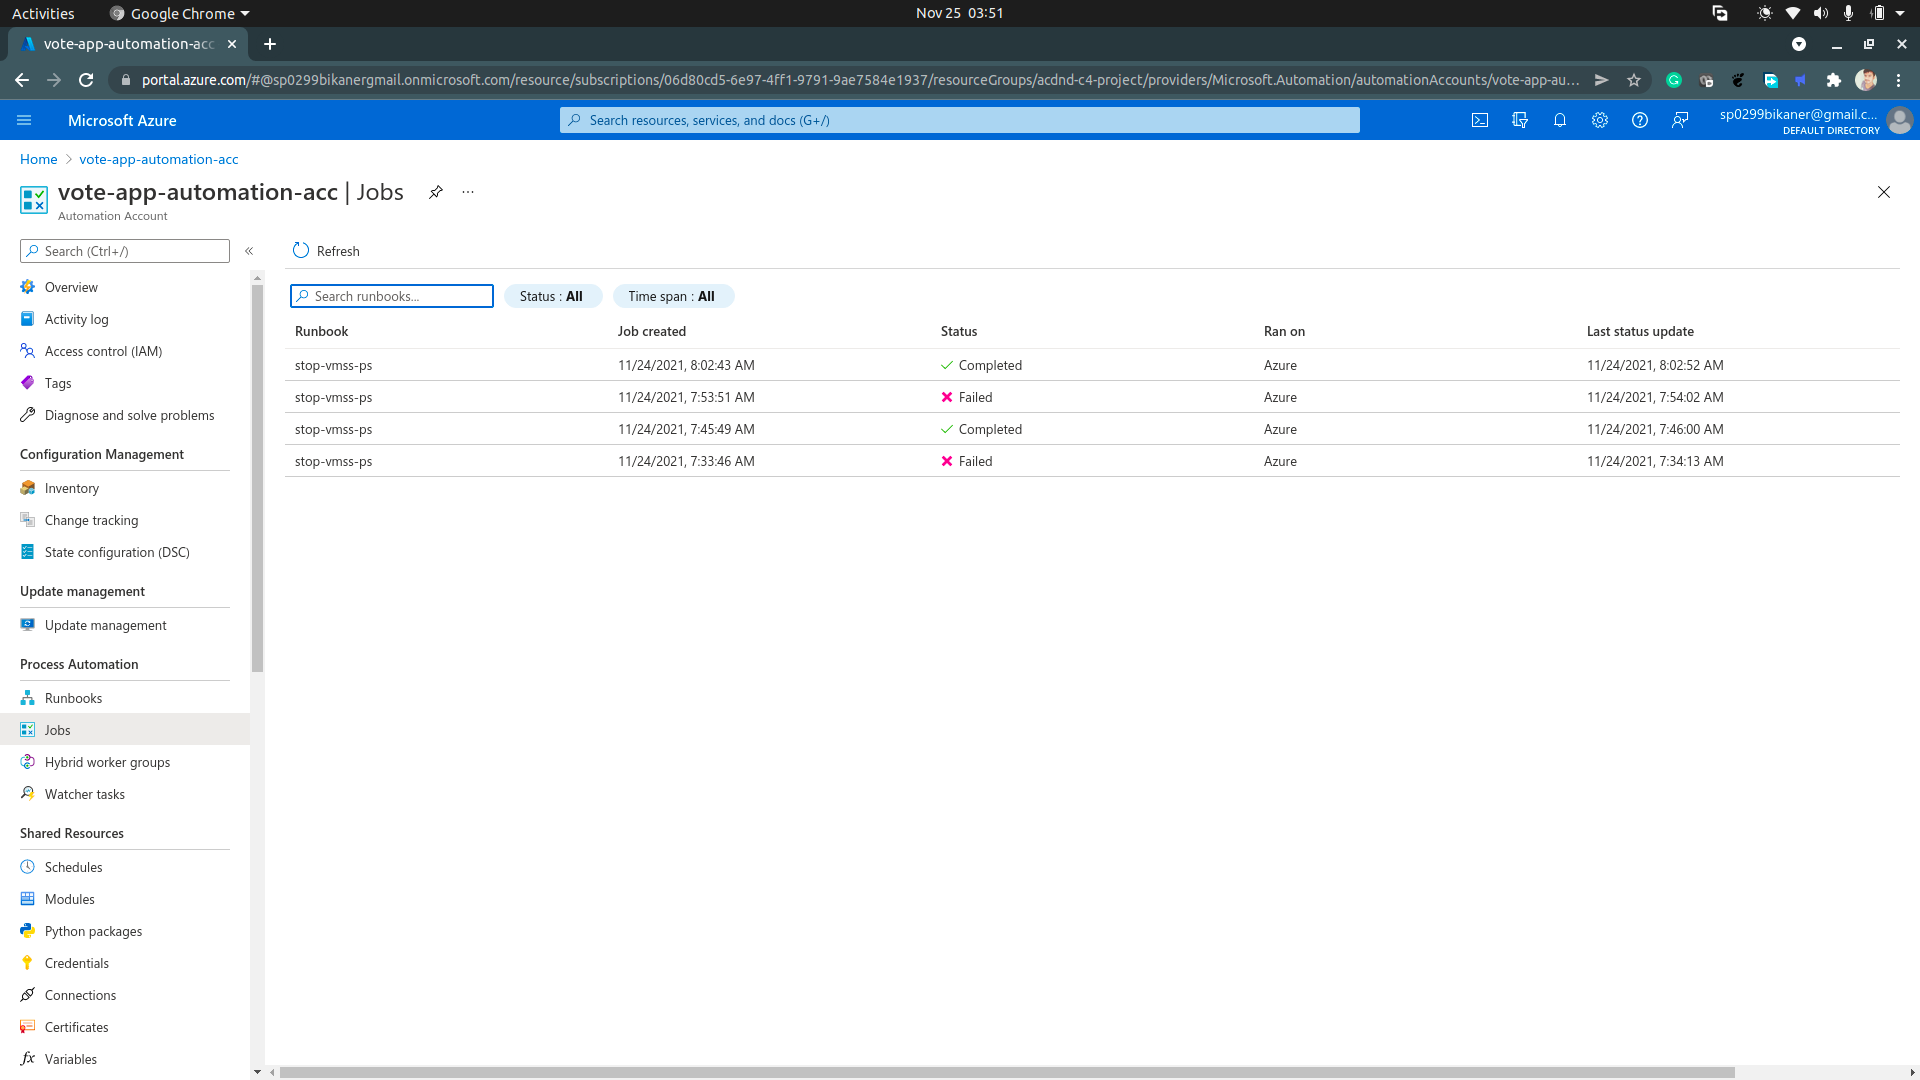 Activities
Google Chrome
Nov 25 03:51
vote-app-automation-acc
portal.azure.com/#@sp0299bikanergmail.onmicrosoft.com/resource/subscriptions/06d80cd5-6e97-4ff1-9791-9ae7584e1937/resourceGroups/acdnd-c4-project/providers/Microsoft.Automation/automationAccounts/vote-app-au...
Microsoft Azure
Search resources, services, and docs (G+/)
sp0299bikaner@gmail.c...
DEFAULT DIRECTORY
Home > vote-app-automation-acc
vote-app-automation-acc | Jobs
Automation Account
Search (Ctrl+/)
Refresh
Overview
Activity log
Access control (IAM)
Tags
Diagnose and solve problems
Configuration Management
Inventory
Change tracking
State configuration (DSC)
Update management
Update management
Process Automation
Runbooks
Jobs
Hybrid worker groups
Watcher tasks
Shared Resources
Schedules
Modules
Python packages
Credentials
Connections
Certificates
Variables
Search runbooks...
Status : All
Time span : All
Runbook Job created Status Ran on Last status update
stop-vmss-ps 11/24/2021, 8:02:43 AM Completed Azure 11/24/2021, 8:02:52 AM
stop-vmss-ps 11/24/2021, 7:53:51 AM Failed Azure 11/24/2021, 7:54:02 AM
stop-vmss-ps 11/24/2021, 7:45:49 AM Completed Azure 11/24/2021, 7:46:00 AM
stop-vmss-ps 11/24/2021, 7:33:46 AM Failed Azure 11/24/2021, 7:34:13 AM